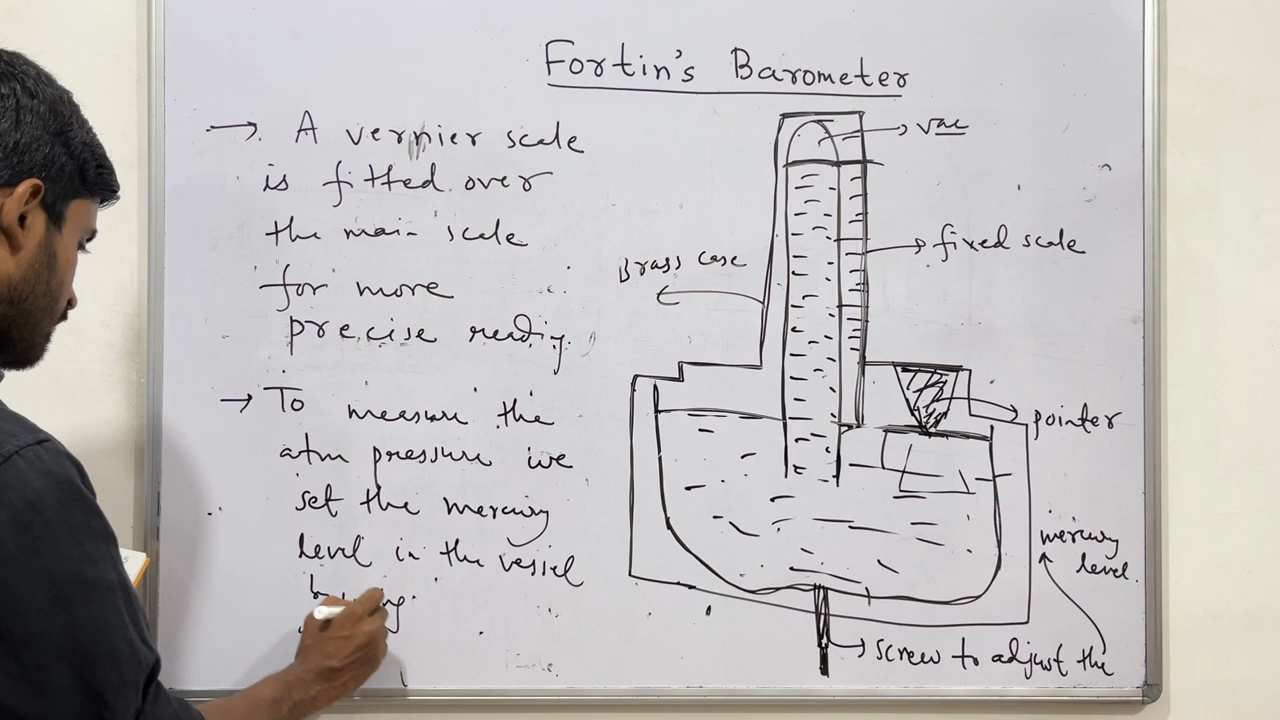 Fortin's Barometer
→ A vernier scale
is fitted over
the main scale
for more
precise readig.
→ To measure the
atm pressure we
set the mercury
level in the vessel
vac
fixed scale
Brass case
pointer
mercury
level.
screw to adjust the